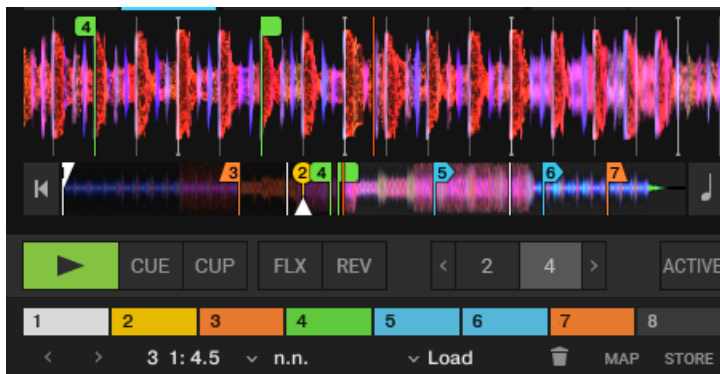 4
1 3 2 4 5 6 7
CUE CUP FLX REV < 2 4 > ACTIVE
1 2 3 4 5 6 7 8
< > 3 1: 4.5 n.n. Load MAP STORE